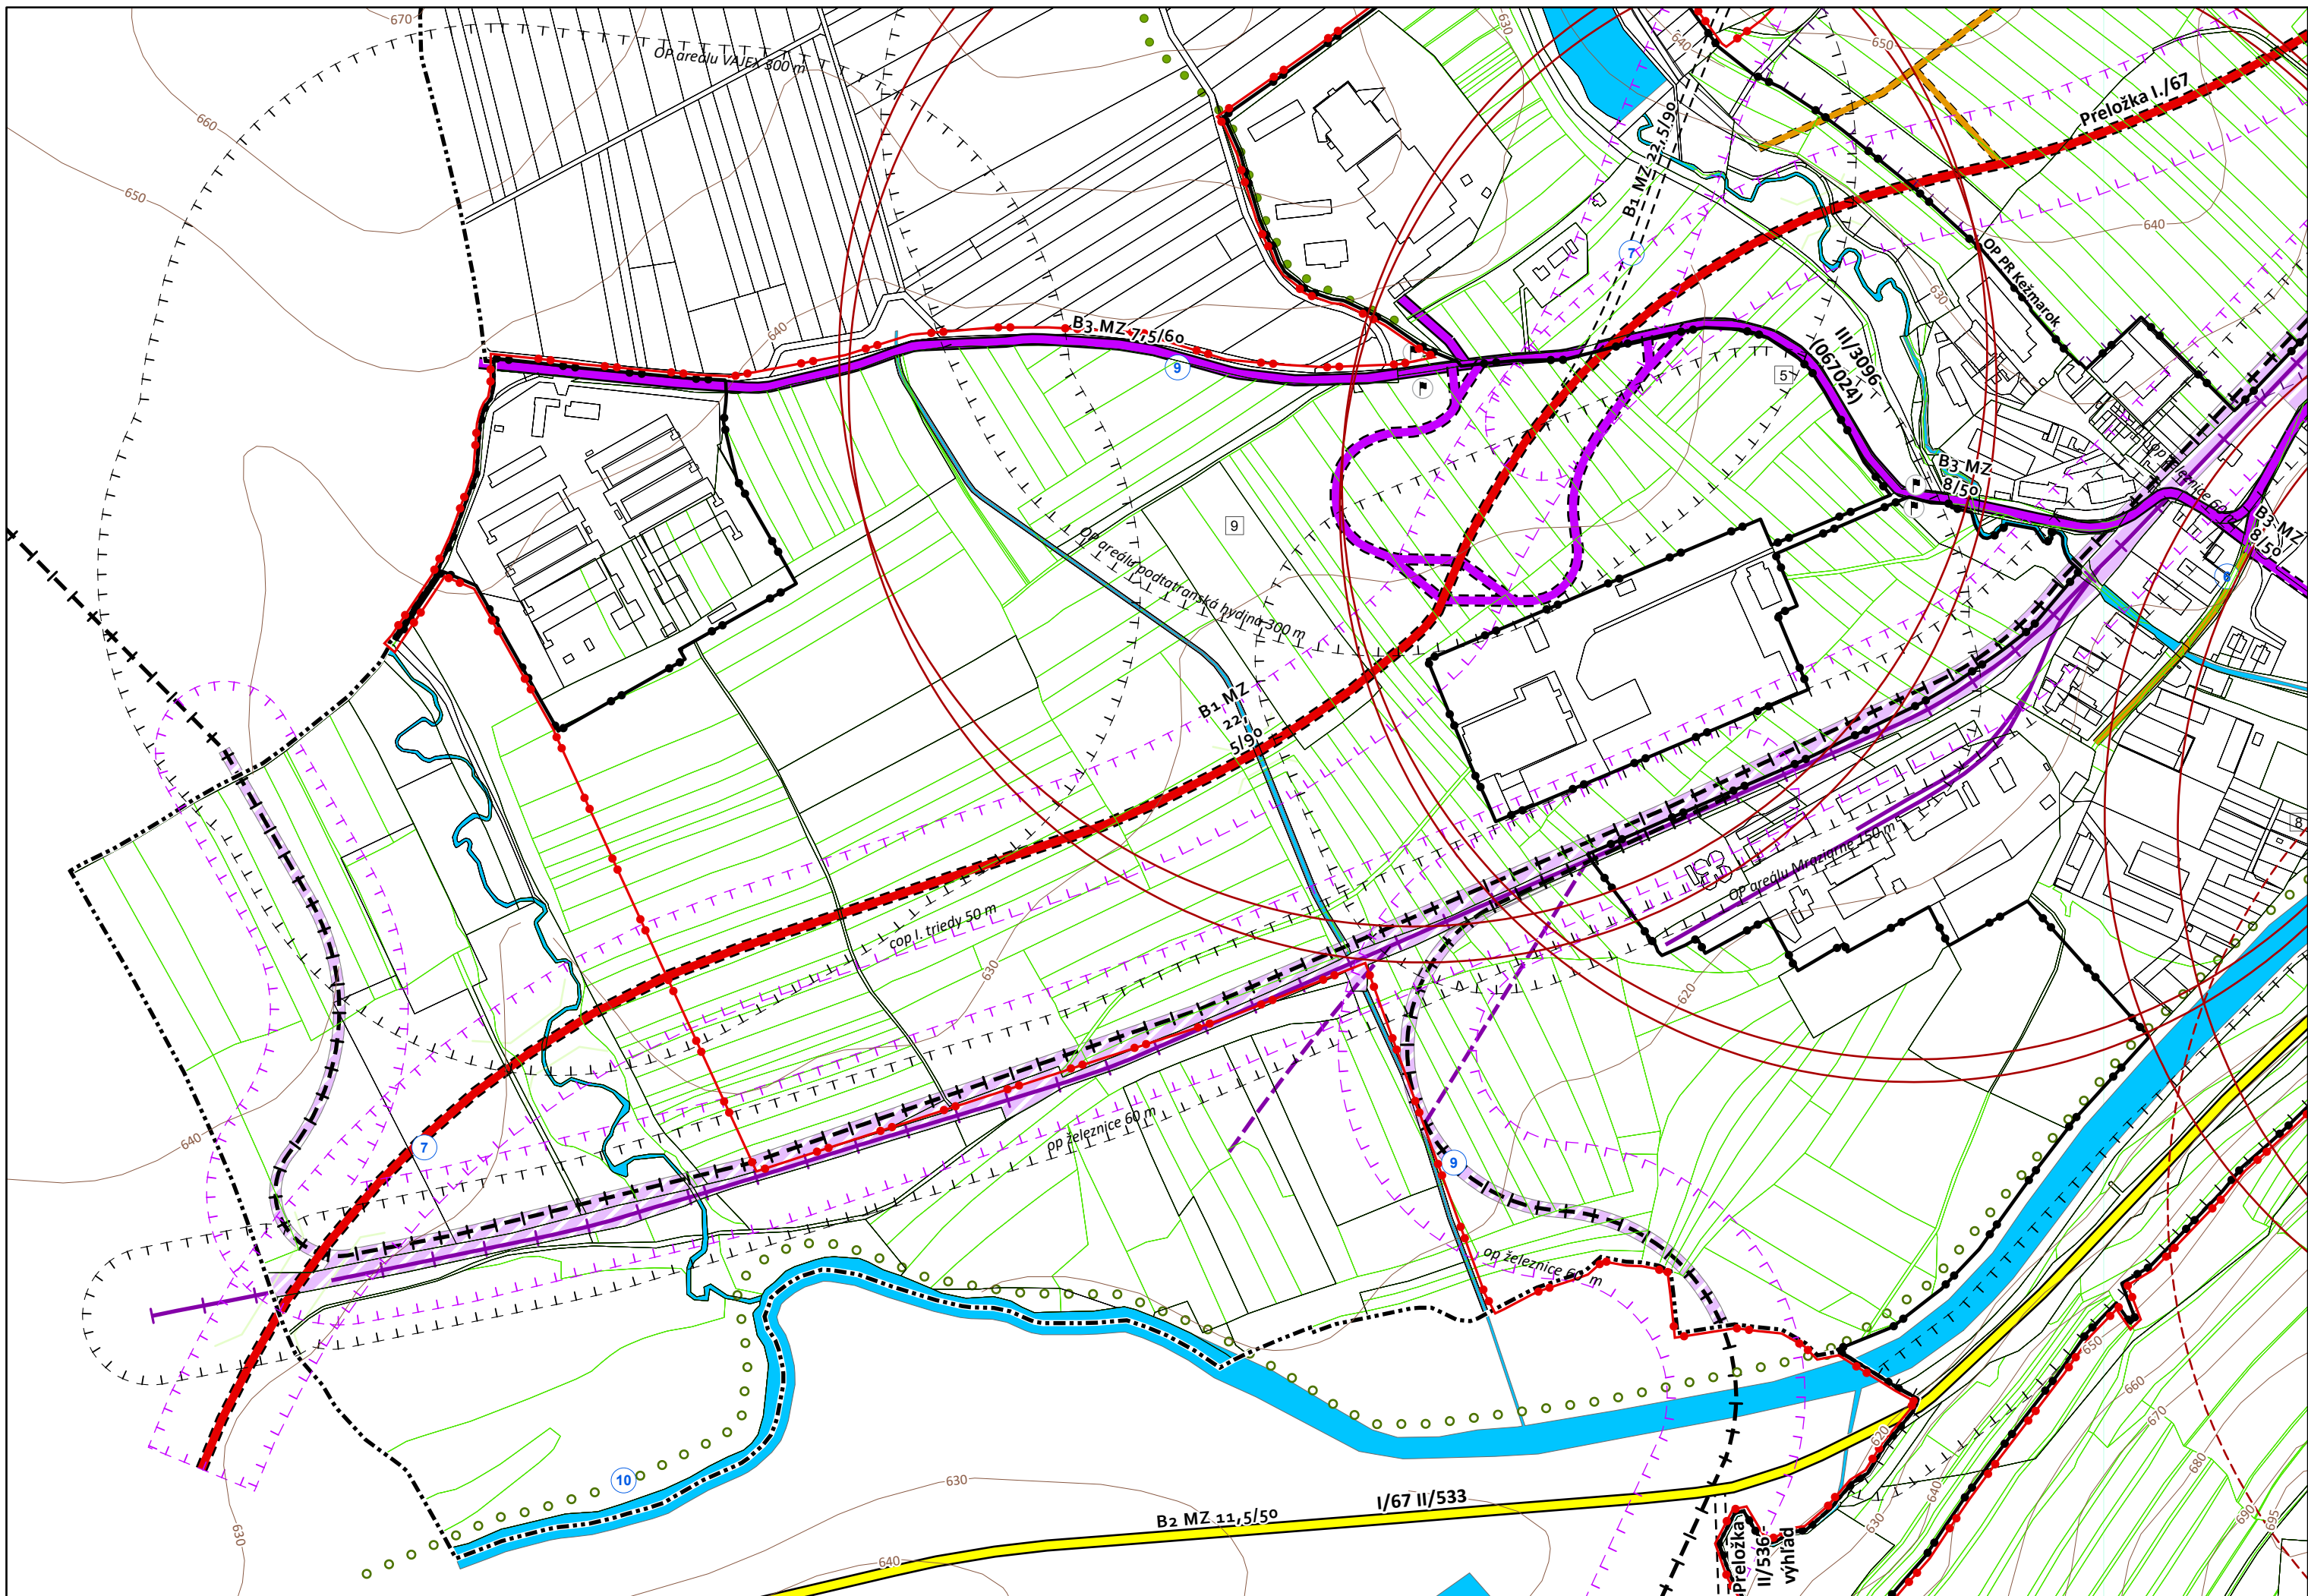 670
OP areálu VAJEX 300 m
630
640
650
Preložka I./67
660
B1 MZ 22,5/90
650
7
640
OP PR Kežmarok
630
640
B3 MZ 7,5/60
III/3096
(067024)
9
5
B3 MZ
8/50
op železnice 60
9
B3 MZ
8,50
OP areálu podtatranská hydina 300 m
B1 MZ
22,
5/90
8
OP areálu Mraziarne 150 m
cop I. triedy 50 m
630
620
op železnice 60 m
640
7
9
op železnice 60 m
650
660
670
620
680
10
630
I/67 II/533
B2 MZ 11,5/50
640
630
690
695
630
640
Preložka
II/536-
výhľad